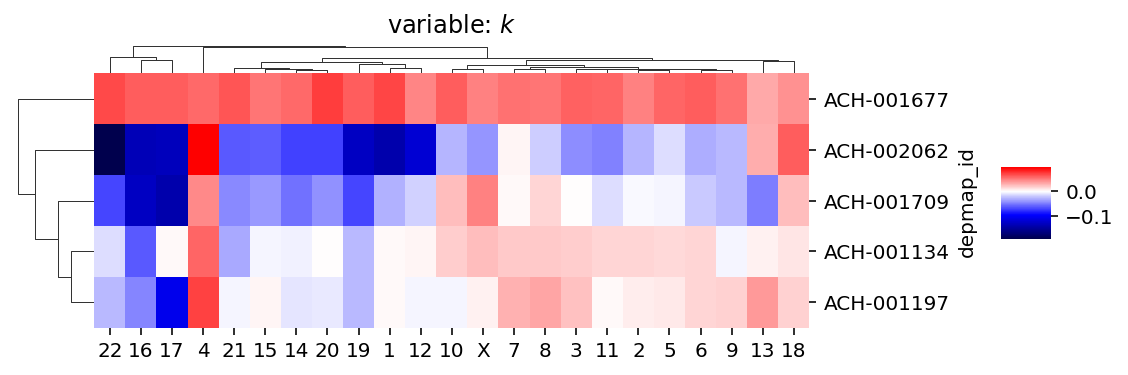 variable: k
ACH-001677
ACH-002062
ACH-001709
ACH-001134
ACH-001197
depmap_id
0.0
−0.1
22 16 17 4 21 15 14 20 19 1 12 10 X 7 8 3 11 2 5 6 9 13 18